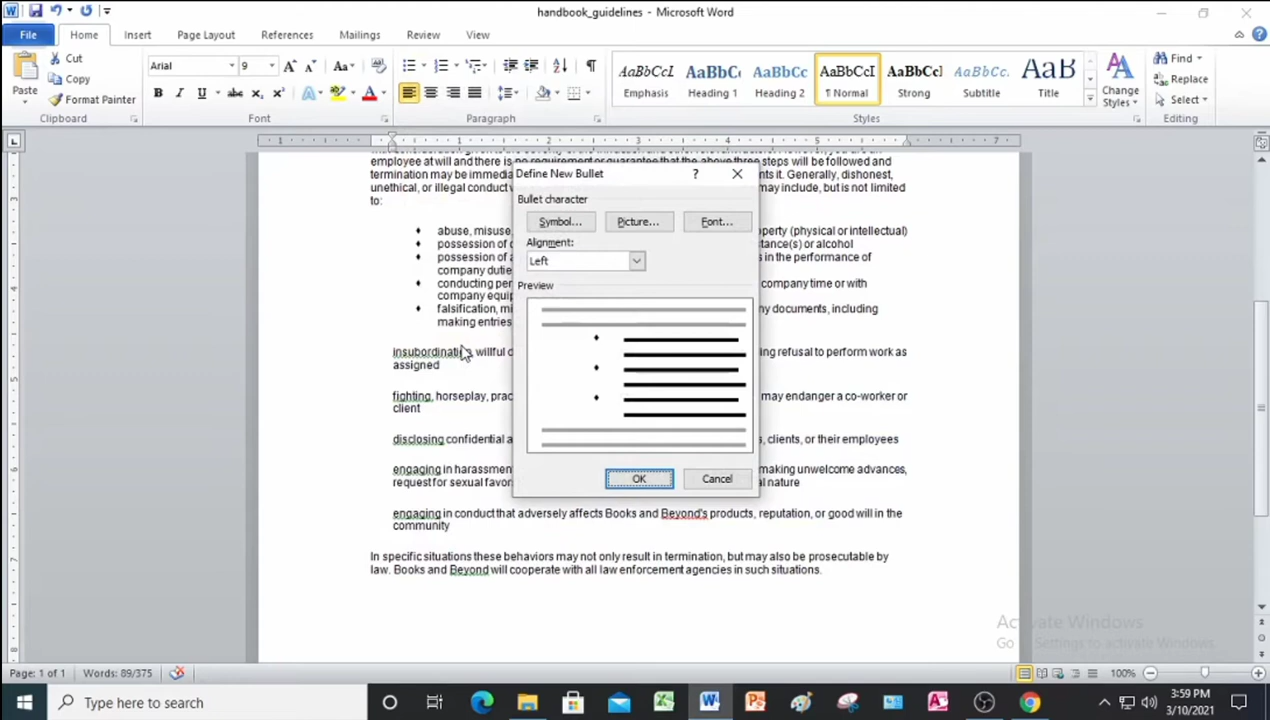 handbook_guidelines - Microsoft Word
File Home Insert Page Layout References Mailings Review View
Paste Cut Copy Format Painter
Arial 9
AaBbCcI AaBbCc AaBbCc AaBbCcI AaBbCc] AaBbCc. AaB
Emphasis Heading 1 Heading 2 ¶ Normal Strong Subtitle Title Change Styles
Find Replace Select
Clipboard Font Paragraph Styles Editing
employee at will and there is no requirement or guarantee that the above three steps will be followed and
termination may be immedia nts it. Generally, dishonest,
unethical, or illegal conduct may include, but is not limited
to:
♦ abuse, misuse, perty (physical or intellectual)
♦ possession of stance(s) or alcohol
♦ possession of s in the performance of
company dutie
♦ conducting per company time or with
company equip
♦ falsification, mi ny documents, including
making entries
insubordination, willful ing refusal to perform work as
assigned
fighting, horseplay, prac may endanger a co-worker or
client
disclosing confidential a s, clients, or their employees
engaging in harassment making unwelcome advances,
request for sexual favor al nature
engaging in conduct that adversely affects Books and Beyond's products, reputation, or good will in the
community
In specific situations these behaviors may not only result in termination, but may also be prosecutable by
law. Books and Beyond will cooperate with all law enforcement agencies in such situations.
Define New Bullet
Bullet character
Symbol... Picture... Font...
Alignment:
Left
Preview
OK Cancel
Activate Windows
Go to Settings to activate Windows.
Page: 1 of 1 Words: 89/375 100%
Type here to search
3:59 PM
3/10/2021